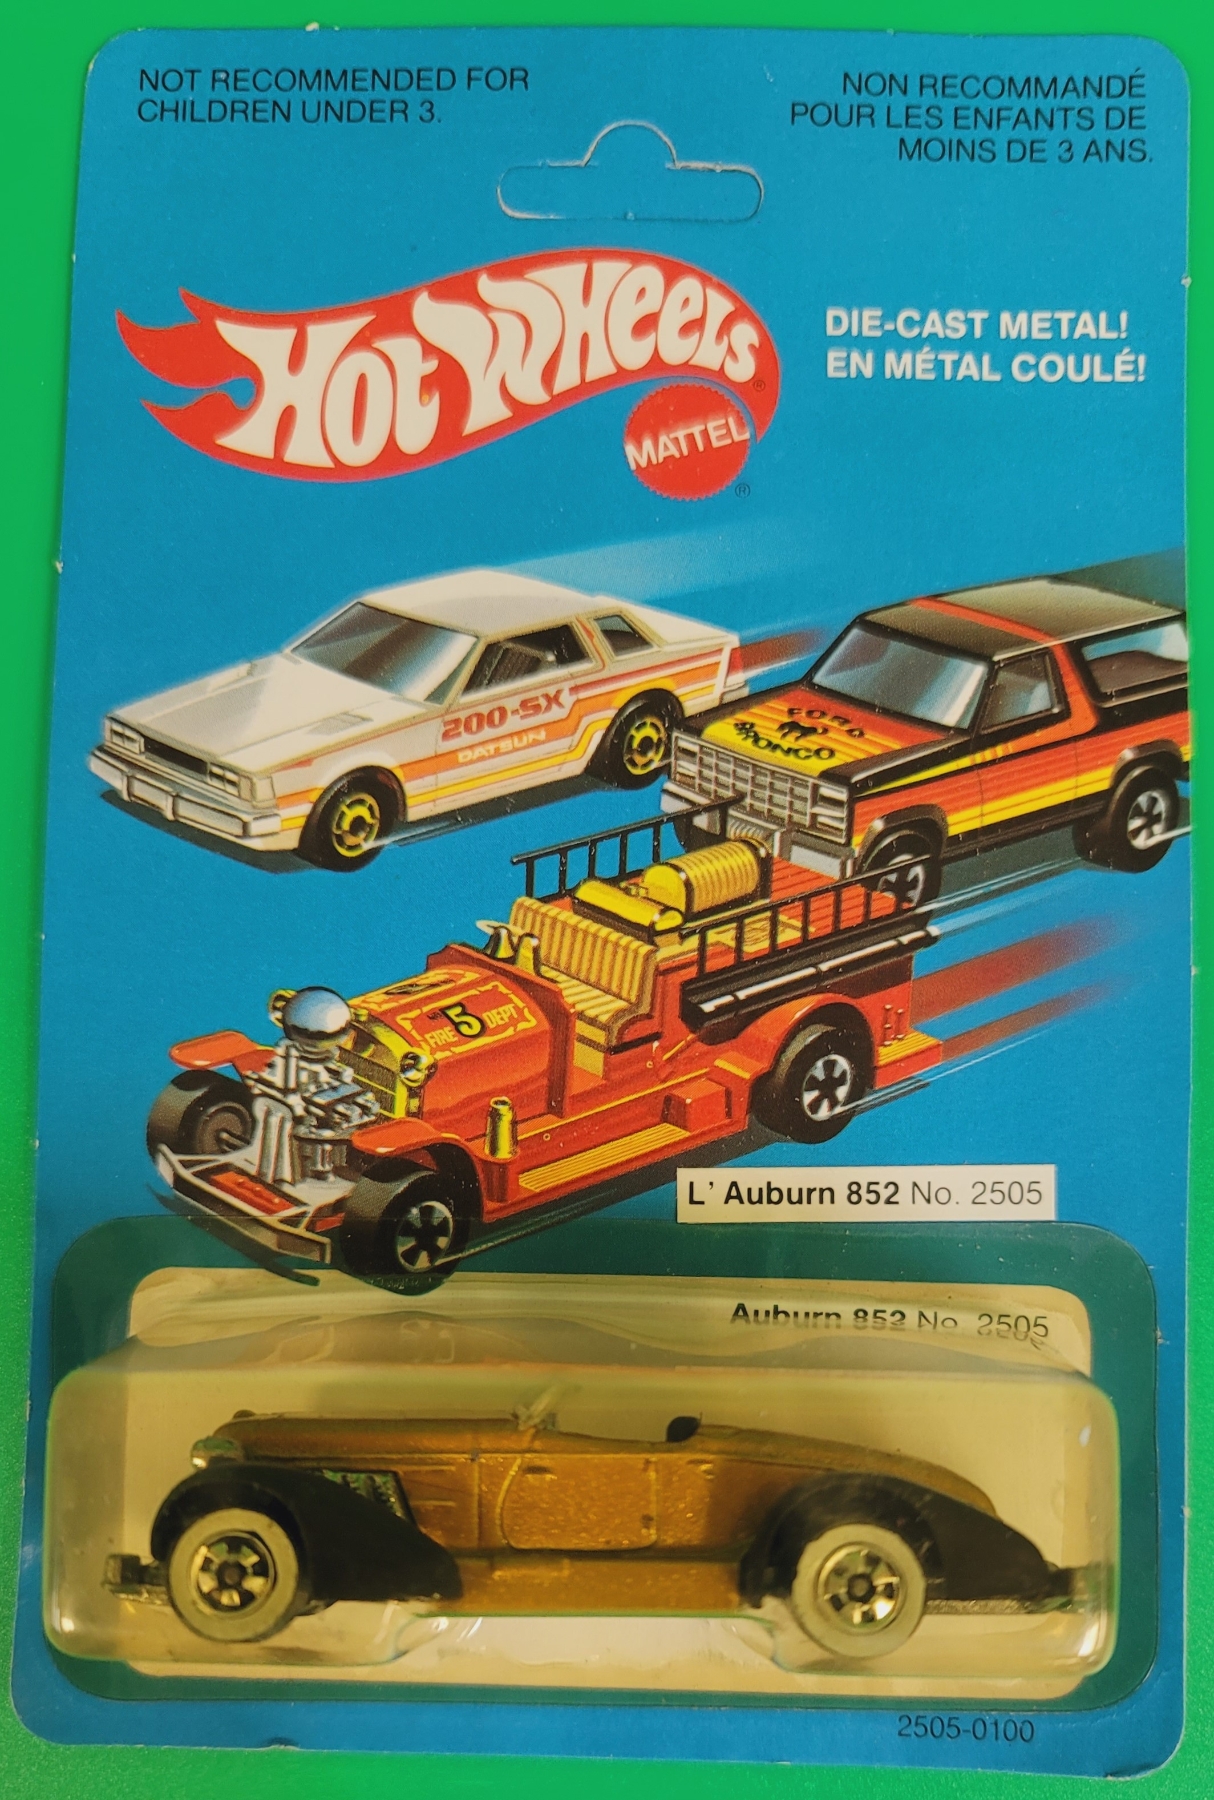 NOT RECOMMENDED FOR
CHILDREN UNDER 3.
NON RECOMMANDÉ
POUR LES ENFANTS DE
MOINS DE 3 ANS.
HOT WHEELS ®
MATTEL ®
DIE-CAST METAL!
EN MÉTAL COULÉ!
200-SX
DATSUN
FORD
BRONCO
NO 5
FIRE DEPT
L' Auburn 852 No. 2505
Auburn 852 No. 2505
2505-0100